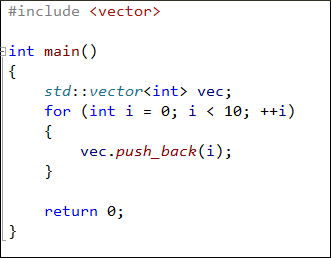 #include <vector>

int main()
{
    std::vector<int> vec;
    for (int i = 0; i < 10; ++i)
    {
        vec.push_back(i);
    }

    return 0;
}